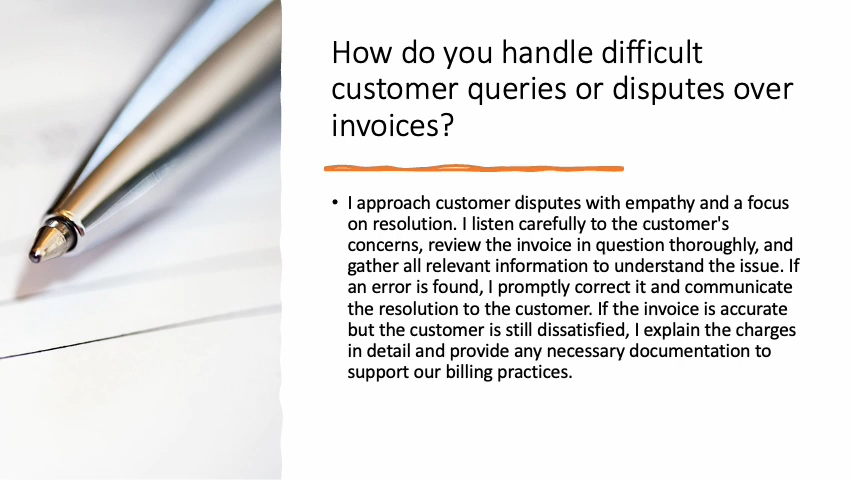 How do you handle difficult
customer queries or disputes over
invoices?
• I approach customer disputes with empathy and a focus
on resolution. I listen carefully to the customer's
concerns, review the invoice in question thoroughly, and
gather all relevant information to understand the issue. If
an error is found, I promptly correct it and communicate
the resolution to the customer. If the invoice is accurate
but the customer is still dissatisfied, I explain the charges
in detail and provide any necessary documentation to
support our billing practices.